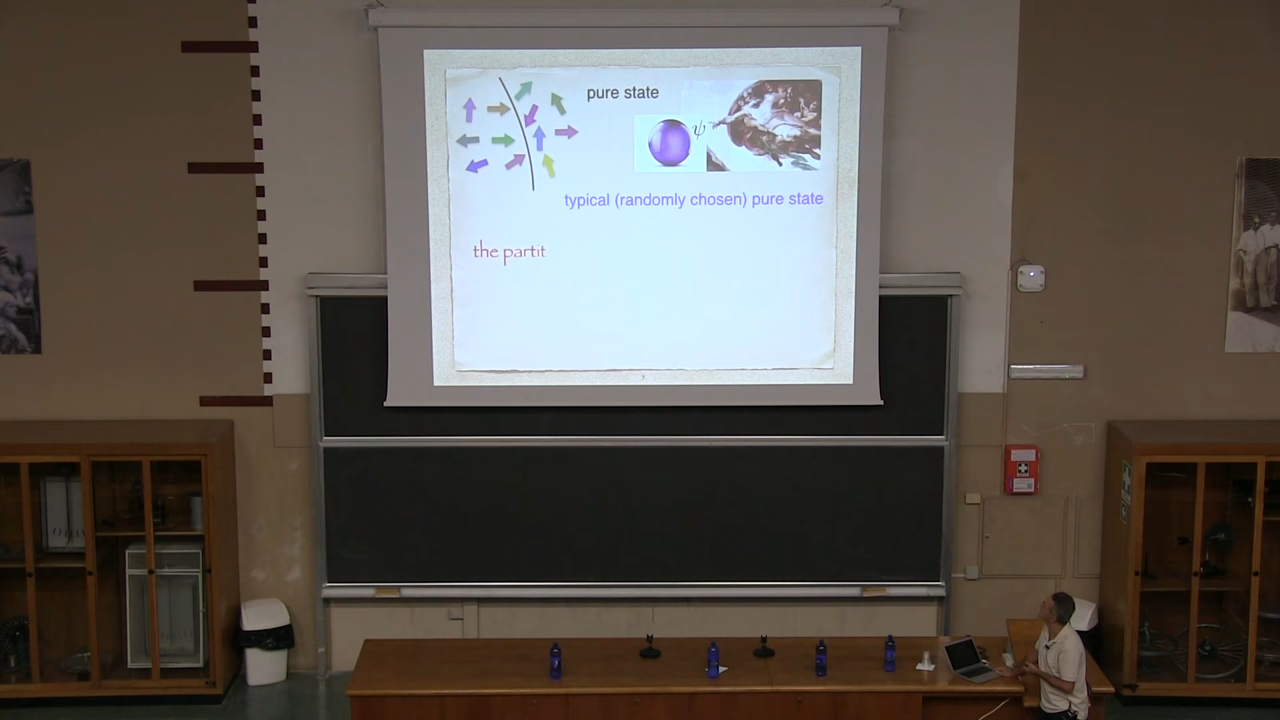 pure state
ψ
typical (randomly chosen) pure state
the partit